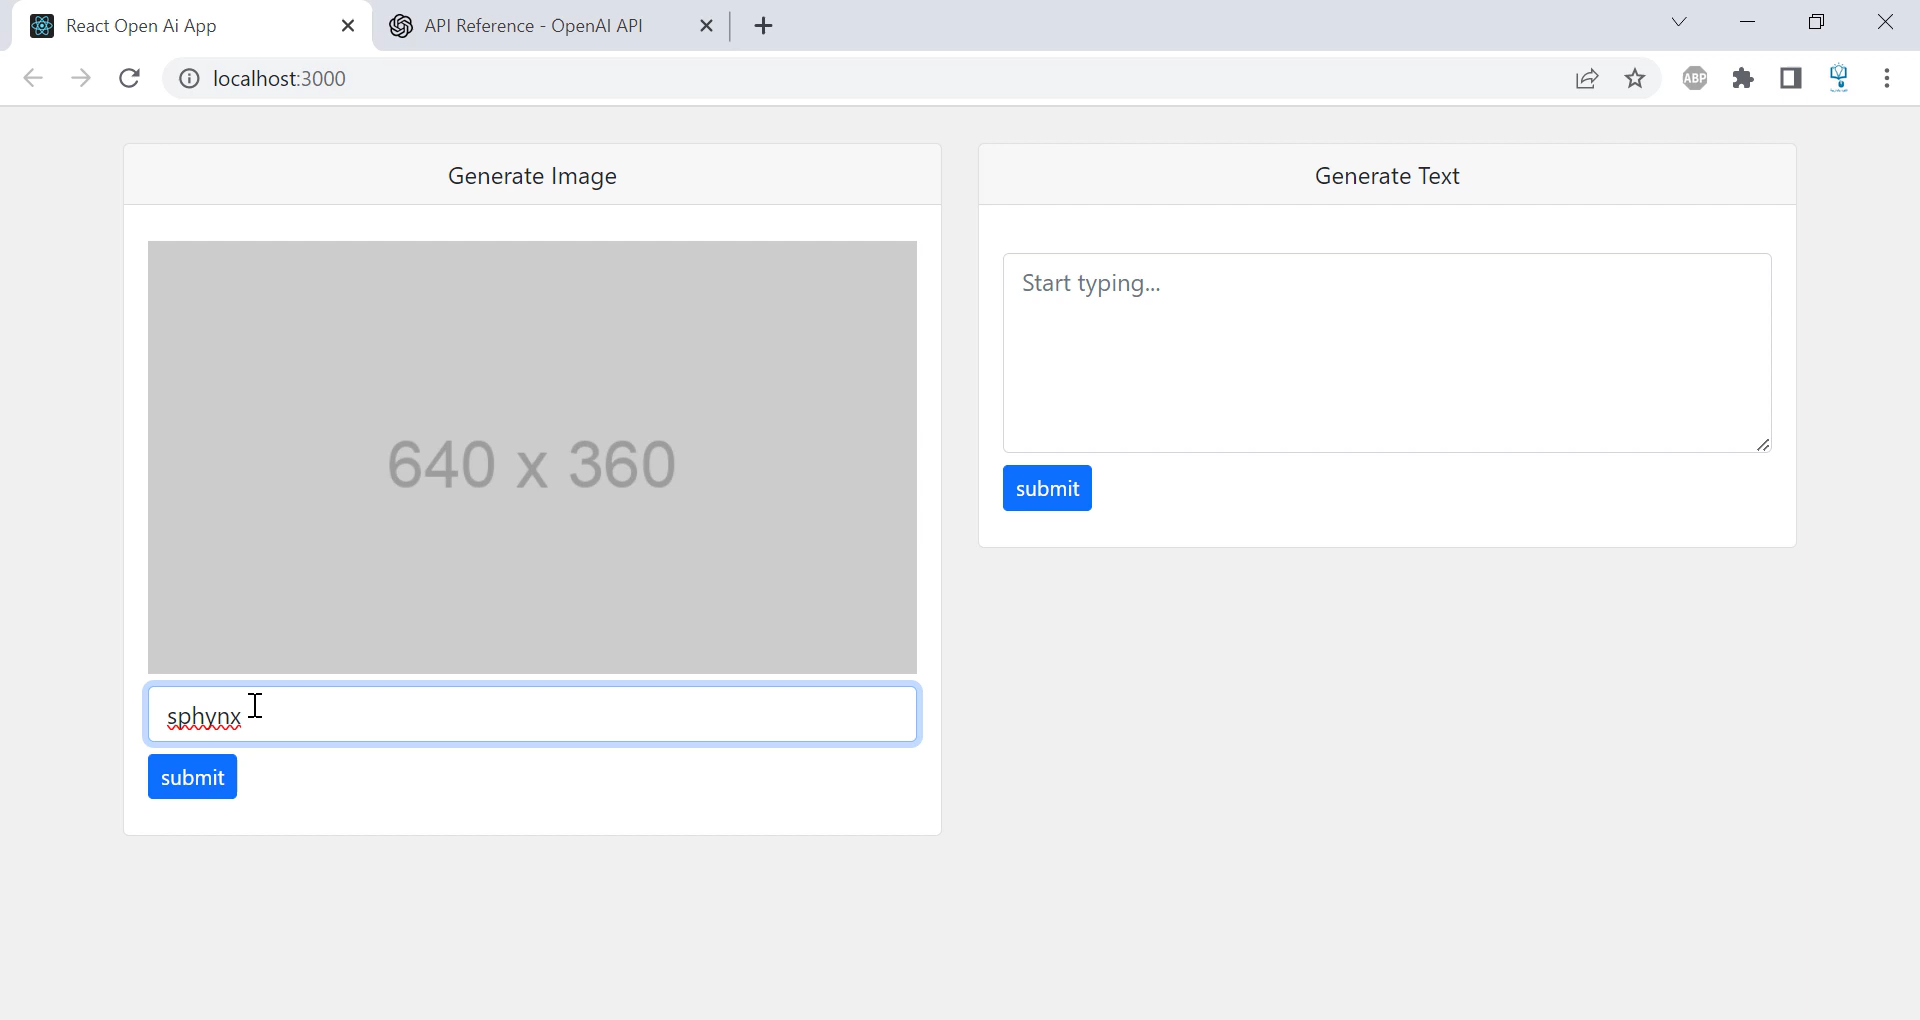 React Open Ai App
API Reference - OpenAI API
localhost:3000
ABP
Generate Image
640 x 360
sphynx
submit
Generate Text
Start typing...
submit